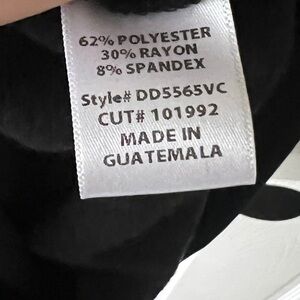 62% POLYESTER
30% RAYON
8% SPANDEX
Style# DD5565VC
CUT# 101992
MADE IN
GUATEMALA